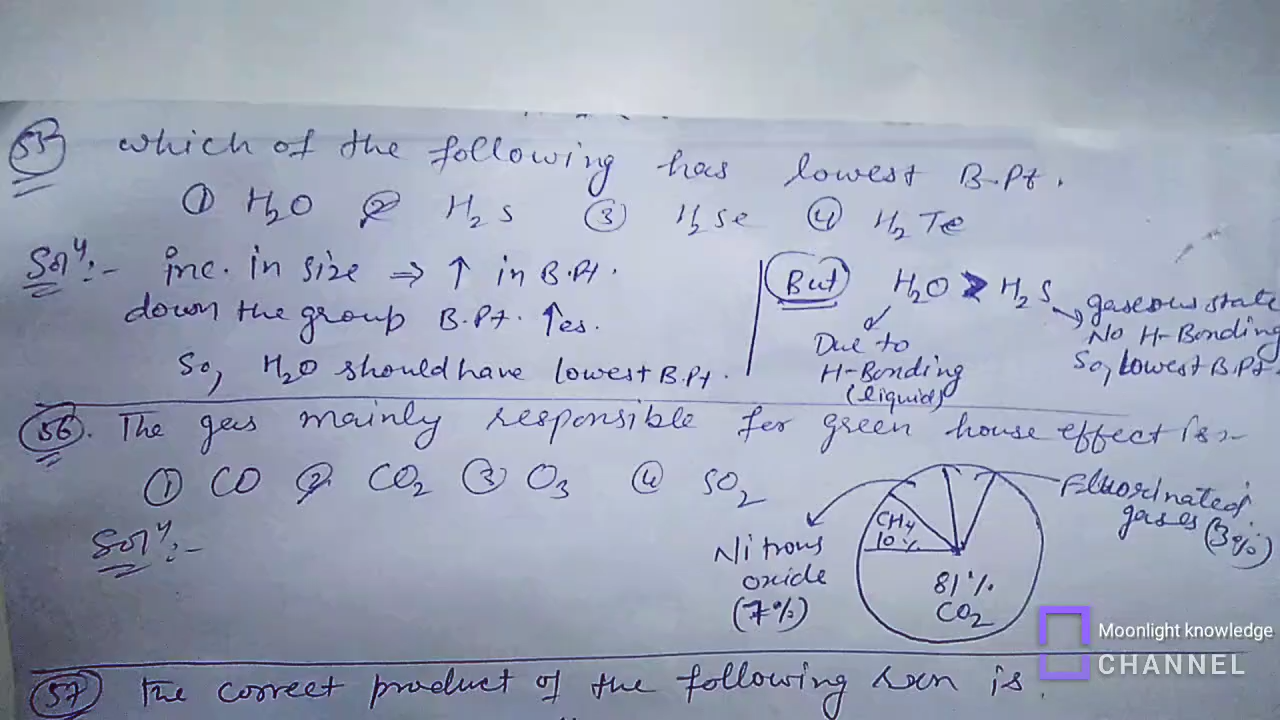 55 which of the following has lowest B.Pt.
① H2O ② H2S ③ H2Se ④ H2Te
Solⁿ:- inc. in size ⇒ ↑ in B.Pt.
down the group B.Pt. ↑es.
So, H2O should have lowest B.Pt.
But H2O > H2S
Due to
H-Bonding
(liquid)
gaseous state
No H-Bonding
So, Lowest B.Pt.
56. The gas mainly responsible for green house effect is:-
① CO ② CO2 ③ O3 ④ SO2
Solⁿ:-
Nitrous
oxide
(7%)
CH4
10%
81%
CO2
Fluorinated
gases (3%)
Moonlight knowledge
CHANNEL
57 The correct product of the following rxn is.